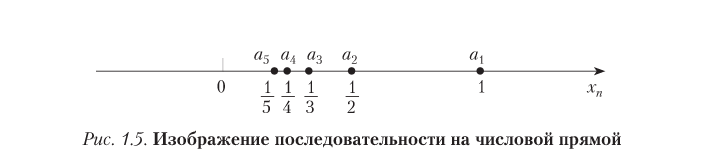 a₅ a₄ a₃ a₂ a₁
0 1/5 1/4 1/3 1/2 1 xₙ
Рис. 1.5. Изображение последовательности на числовой прямой